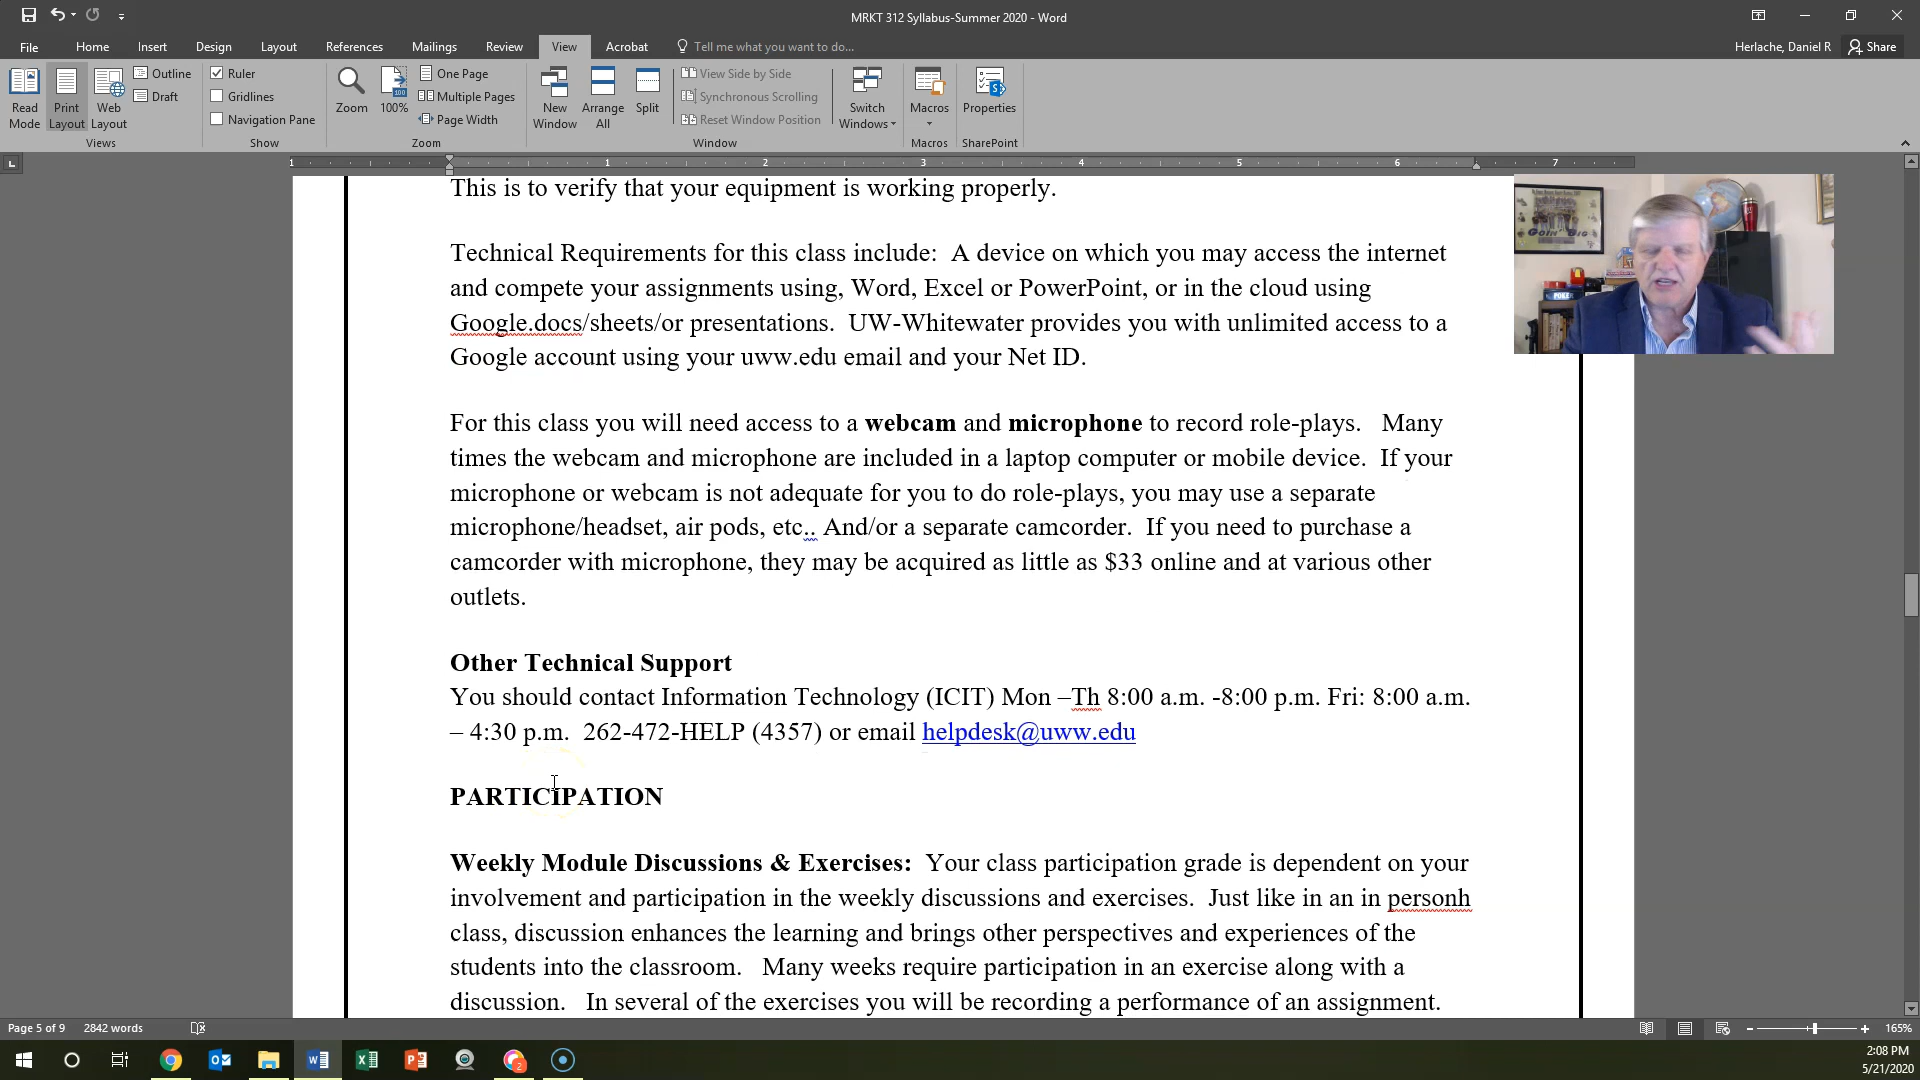 MRKT 312 Syllabus-Summer 2020 - Word
File Home Insert Design Layout References Mailings Review View Acrobat Tell me what you want to do... Herlache, Daniel R Share
Read Mode
Print Layout
Web Layout
Outline
Draft
Views
Ruler
Gridlines
Navigation Pane
Show
Zoom
100%
One Page
Multiple Pages
Page Width
Zoom
New Window
Arrange All
Split
View Side by Side
Synchronous Scrolling
Reset Window Position
Window
Switch Windows
Macros
Macros
Properties
SharePoint
1 1 2 3 4 5 6 7
This is to verify that your equipment is working properly.
Technical Requirements for this class include:  A device on which you may access the internet
and compete your assignments using, Word, Excel or PowerPoint, or in the cloud using
Google.docs/sheets/or presentations.  UW-Whitewater provides you with unlimited access to a
Google account using your uww.edu email and your Net ID.
For this class you will need access to a webcam and microphone to record role-plays.   Many
times the webcam and microphone are included in a laptop computer or mobile device.  If your
microphone or webcam is not adequate for you to do role-plays, you may use a separate
microphone/headset, air pods, etc.. And/or a separate camcorder.  If you need to purchase a
camcorder with microphone, they may be acquired as little as $33 online and at various other
outlets.
Other Technical Support
You should contact Information Technology (ICIT) Mon –Th 8:00 a.m. -8:00 p.m. Fri: 8:00 a.m.
– 4:30 p.m.  262-472-HELP (4357) or email helpdesk@uww.edu
PARTICIPATION
Weekly Module Discussions & Exercises:  Your class participation grade is dependent on your
involvement and participation in the weekly discussions and exercises.  Just like in an in personh
class, discussion enhances the learning and brings other perspectives and experiences of the
students into the classroom.   Many weeks require participation in an exercise along with a
discussion.   In several of the exercises you will be recording a performance of an assignment.
GOIN' BIG
POKER
Page 5 of 9 2842 words 165%
2:08 PM
5/21/2020